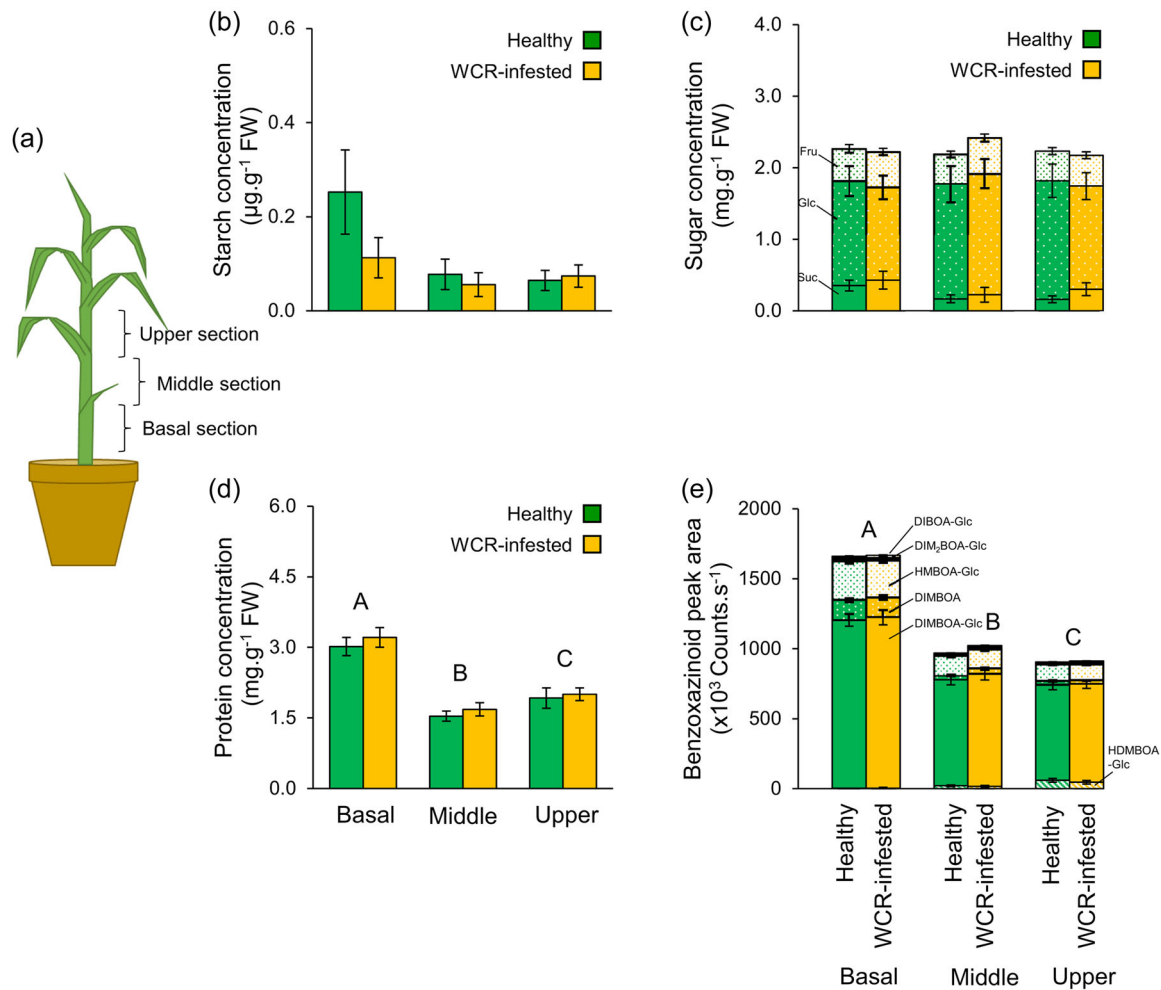 (a)
Upper section
Middle section
Basal section
(b)
Starch concentration
(µg.g⁻¹ FW)
0.6
0.4
0.2
0.0
Healthy
WCR-infested
(c)
Sugar concentration
(mg.g⁻¹ FW)
4.0
3.0
2.0
1.0
0.0
Healthy
WCR-infested
Fru
Glc
Suc
(d)
Protein concentration
(mg.g⁻¹ FW)
6.0
4.5
3.0
1.5
0.0
Healthy
WCR-infested
A
B
C
Basal
Middle
Upper
(e)
Benzoxazinoid peak area
(x10³ Counts.s⁻¹)
2000
1500
1000
500
0
A
B
C
DIBOA-Glc
DIM₂BOA-Glc
HMBOA-Glc
DIMBOA
DIMBOA-Glc
HDMBOA
-Glc
Healthy
WCR-infested
Healthy
WCR-infested
Healthy
WCR-infested
Basal
Middle
Upper